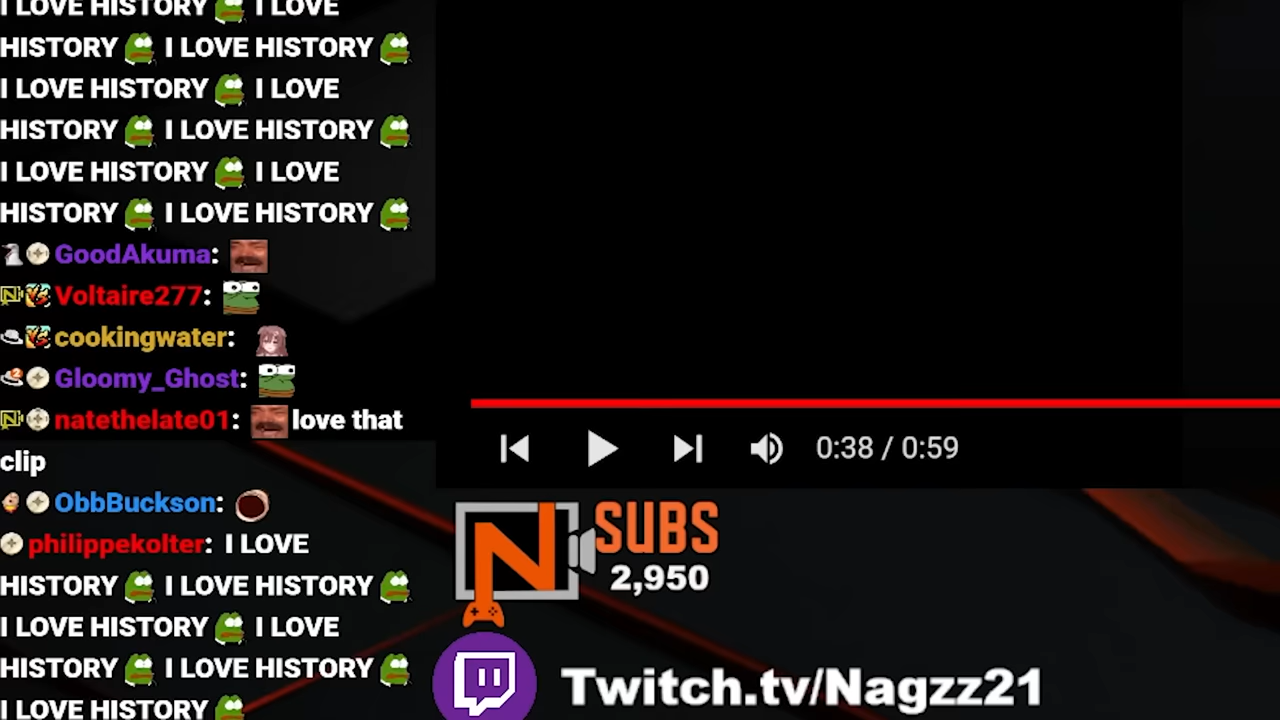 I LOVE HISTORY I LOVE
HISTORY I LOVE HISTORY
I LOVE HISTORY I LOVE
HISTORY I LOVE HISTORY
I LOVE HISTORY I LOVE
HISTORY I LOVE HISTORY
GoodAkuma:
Voltaire277:
cookingwater:
Gloomy_Ghost:
natethelate01: love that
clip
ObbBuckson:
philippekolter: I LOVE
HISTORY I LOVE HISTORY
I LOVE HISTORY I LOVE
HISTORY I LOVE HISTORY
I LOVE HISTORY
0:38 / 0:59
N SUBS
2,950
Twitch.tv/Nagzz21